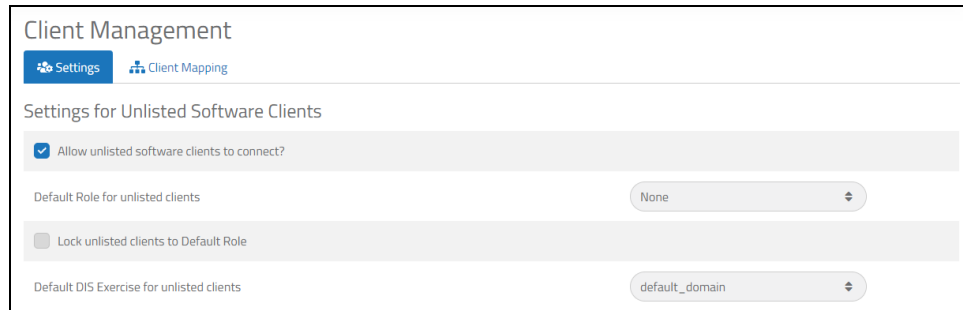 Client Management
Settings Client Mapping
Settings for Unlisted Software Clients
Allow unlisted software clients to connect?
Default Role for unlisted clients None
Lock unlisted clients to Default Role
Default DIS Exercise for unlisted clients default_domain